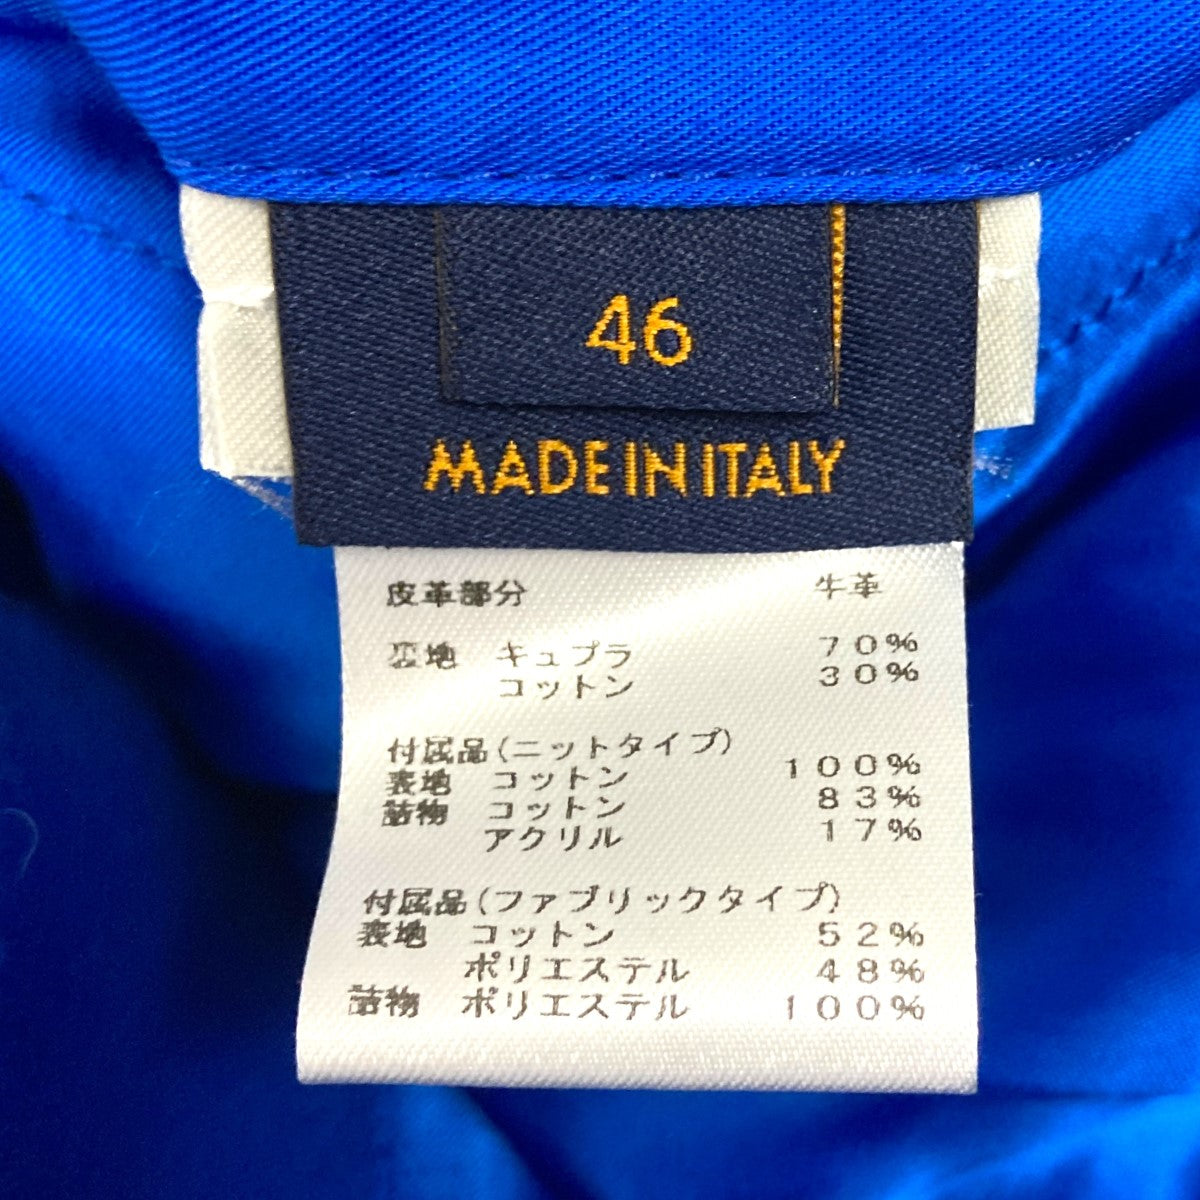 46
MADE IN ITALY
皮革部分 牛革
裏地 キュプラ 70%
コットン 30%
付属品(ニットタイプ)
表地 コットン 100%
詰物 コットン 83%
アクリル 17%
付属品(ファブリックタイプ)
表地 コットン 52%
ポリエステル 48%
詰物 ポリエステル 100%